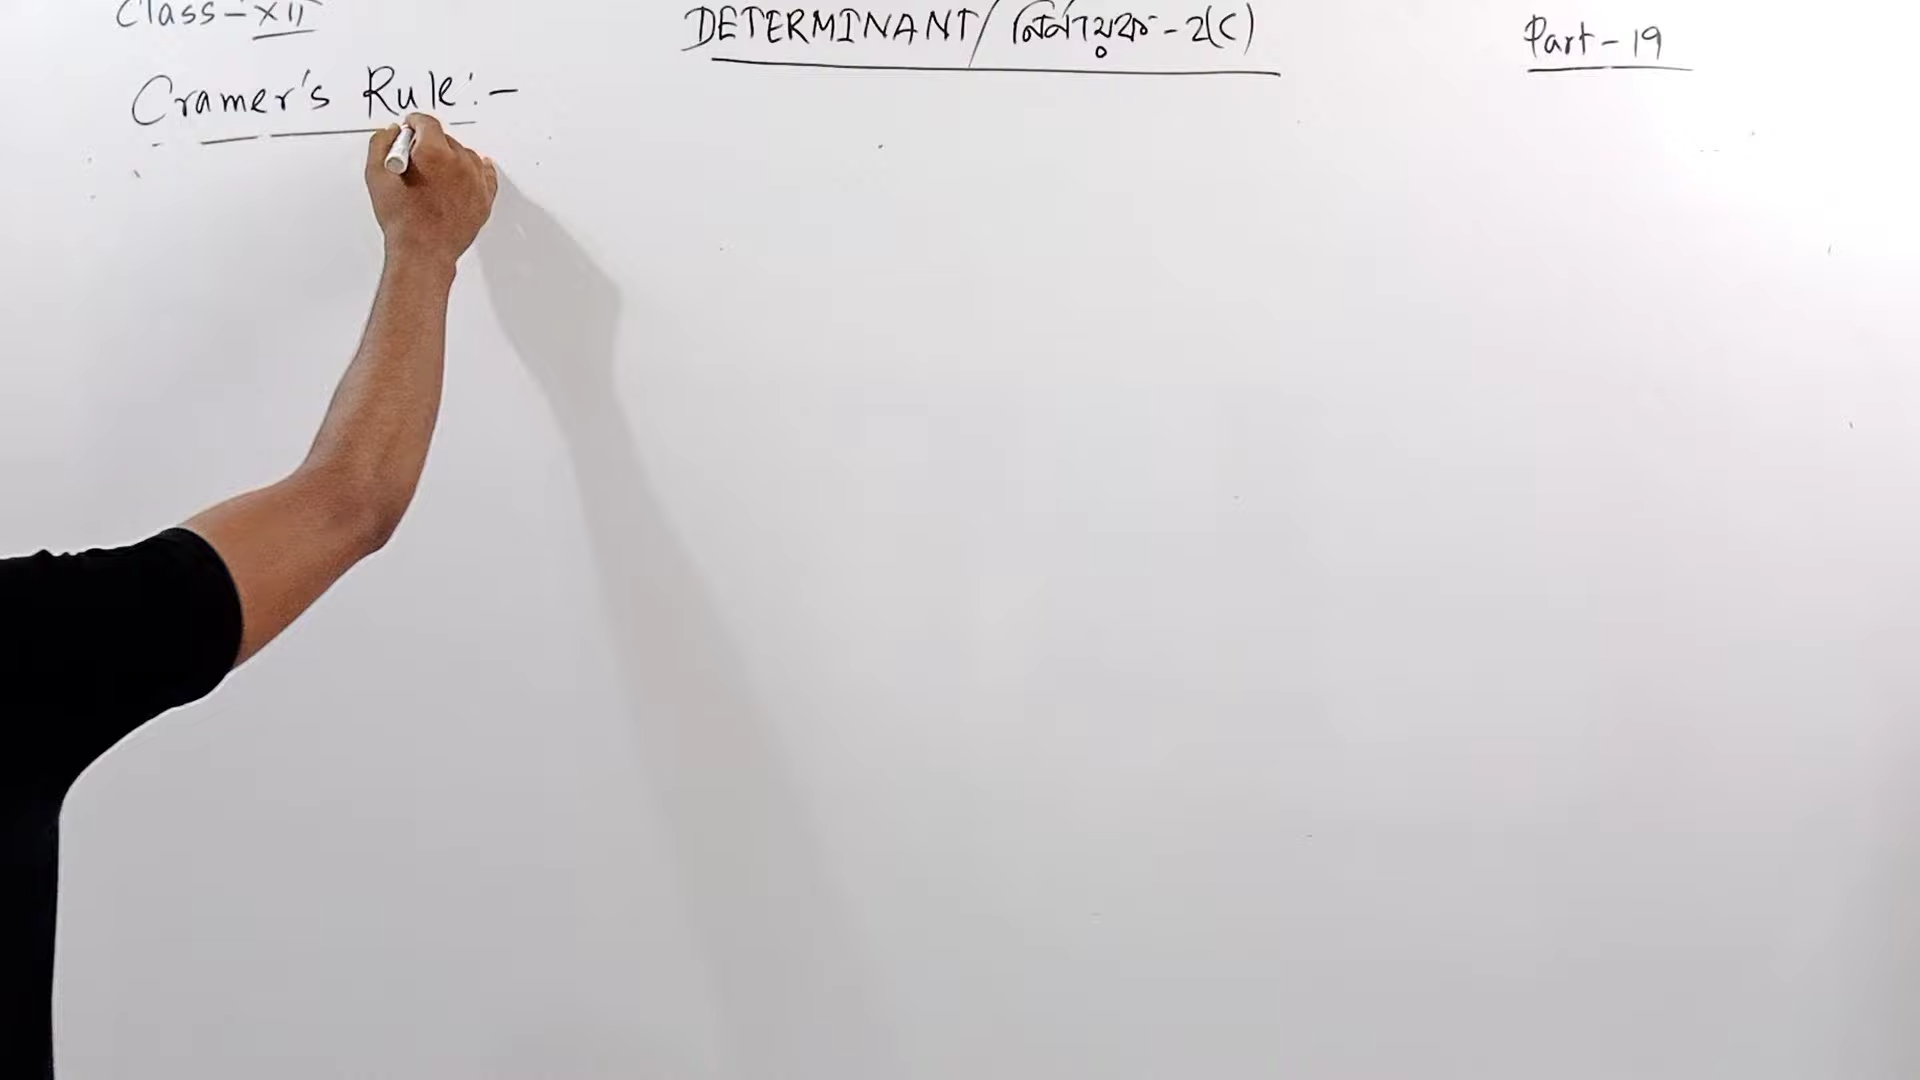 Class-XII
DETERMINANT/ নির্ণায়ক-2(C)
Part-19
Cramer's Rule:-